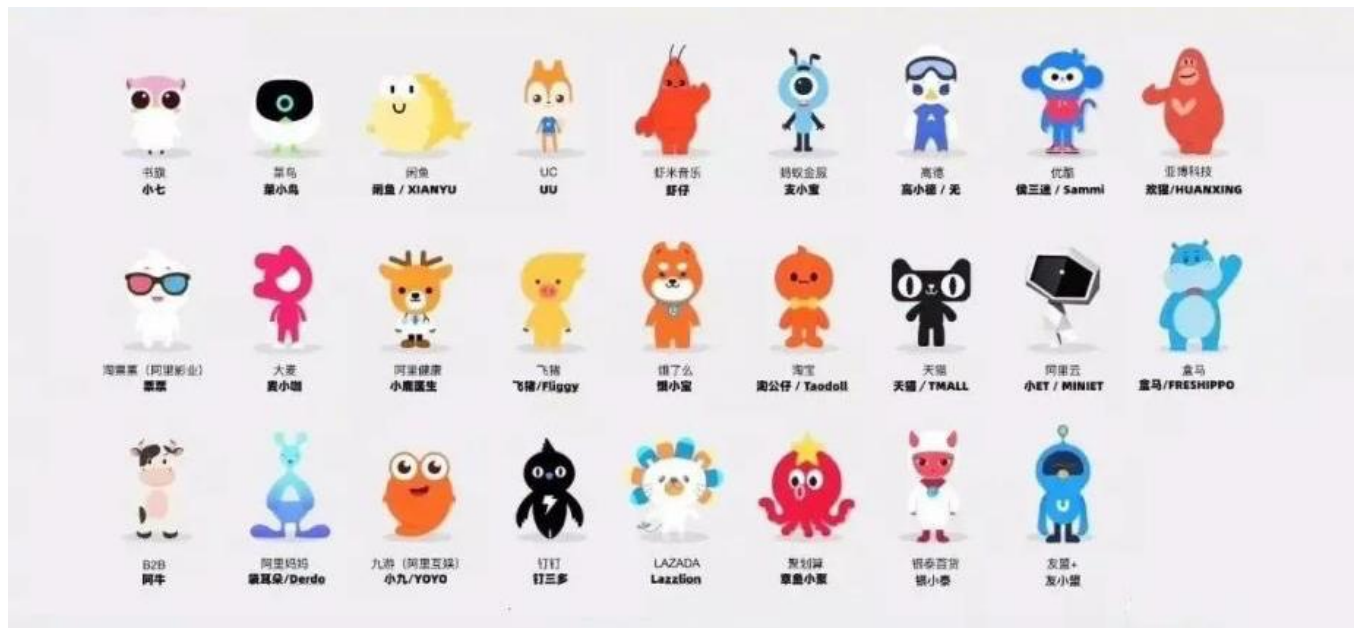 书旗
小七
菜鸟
菜小鸟
闲鱼
闲鱼 / XIANYU
UC
UU
虾米音乐
虾仔
蚂蚁金服
支小宝
高德
高小德 / 无
优酷
侯三迷 / Sammi
亚博科技
欢猩/HUANXING
淘票票（阿里影业）
票票
大麦
麦小咖
阿里健康
小鹿医生
飞猪
飞猪/Fliggy
饿了么
饿小宝
淘宝
淘公仔 / Taodoll
天猫
天猫 / TMALL
阿里云
小ET / MINIET
盒马
盒马/FRESHIPPO
B2B
阿牛
阿里妈妈
袋耳朵/Derdo
九游（阿里互娱）
小九/YOYO
钉钉
钉三多
LAZADA
Lazzlion
聚划算
章鱼小聚
银泰百货
银小泰
友盟+
友小盟